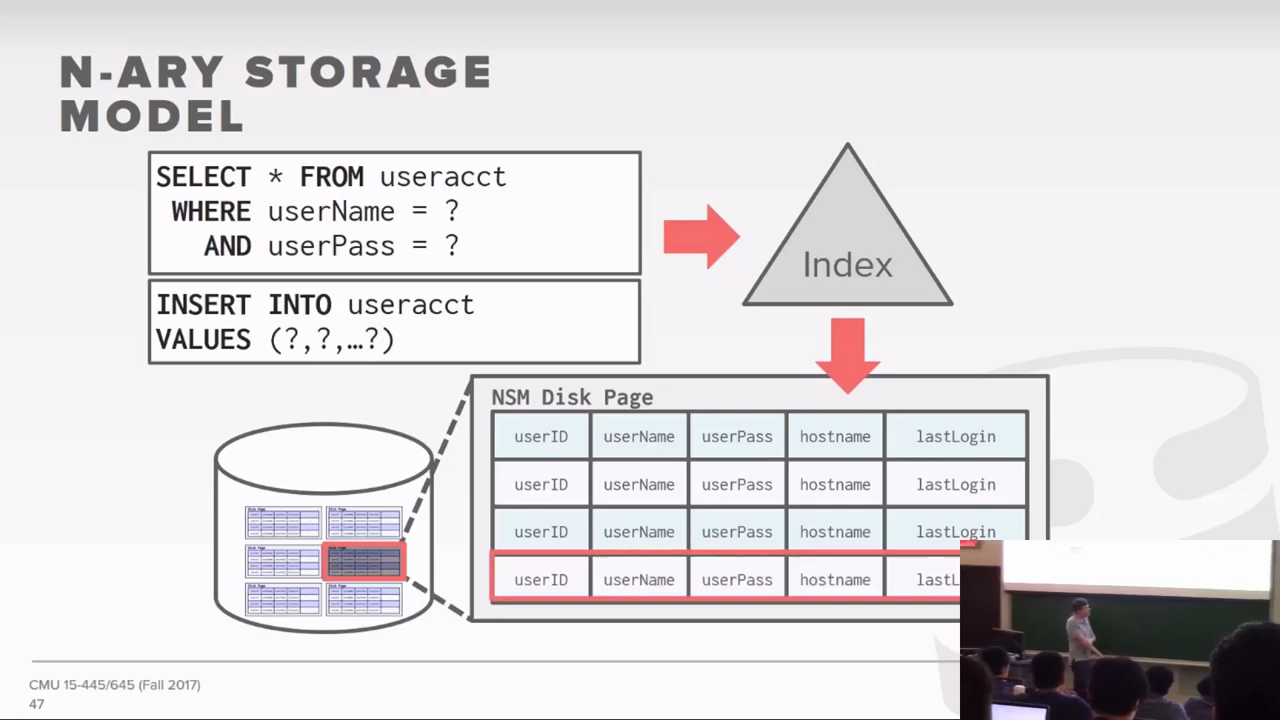 N-ARY STORAGE
MODEL
SELECT * FROM useracct
WHERE userName = ?
AND userPass = ?
INSERT INTO useracct
VALUES (?,?,…?)
Index
NSM Disk Page
userID userName userPass hostname lastLogin
userID userName userPass hostname lastLogin
userID userName userPass hostname lastLogin
userID userName userPass hostname lastL
CMU 15-445/645 (Fall 2017)
47